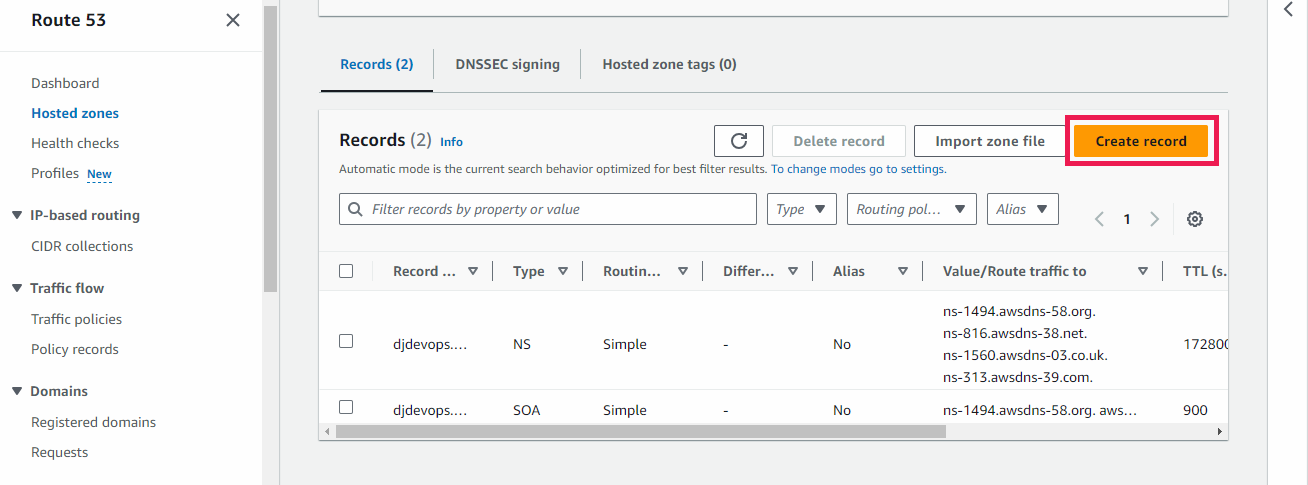 Route 53
Dashboard
Hosted zones
Health checks
Profiles New
IP-based routing
CIDR collections
Traffic flow
Traffic policies
Policy records
Domains
Registered domains
Requests
Records (2) DNSSEC signing Hosted zone tags (0)
Records (2) Info Delete record Import zone file Create record
Automatic mode is the current search behavior optimized for best filter results. To change modes go to settings.
Filter records by property or value Type Routing pol... Alias 1
Record ... Type Routin... Differ... Alias Value/Route traffic to TTL (s.
ns-1494.awsdns-58.org.
ns-816.awsdns-38.net.
djdevops.... NS Simple - No 172800
ns-1560.awsdns-03.co.uk.
ns-313.awsdns-39.com.
djdevops.... SOA Simple - No ns-1494.awsdns-58.org. aws... 900